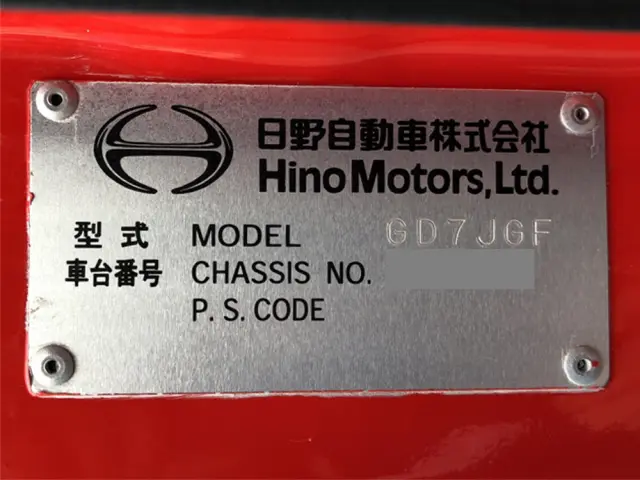 日野自動車株式会社
Hino Motors, Ltd.
型式 MODEL GD7JGF
車台番号 CHASSIS NO.
P.S. CODE